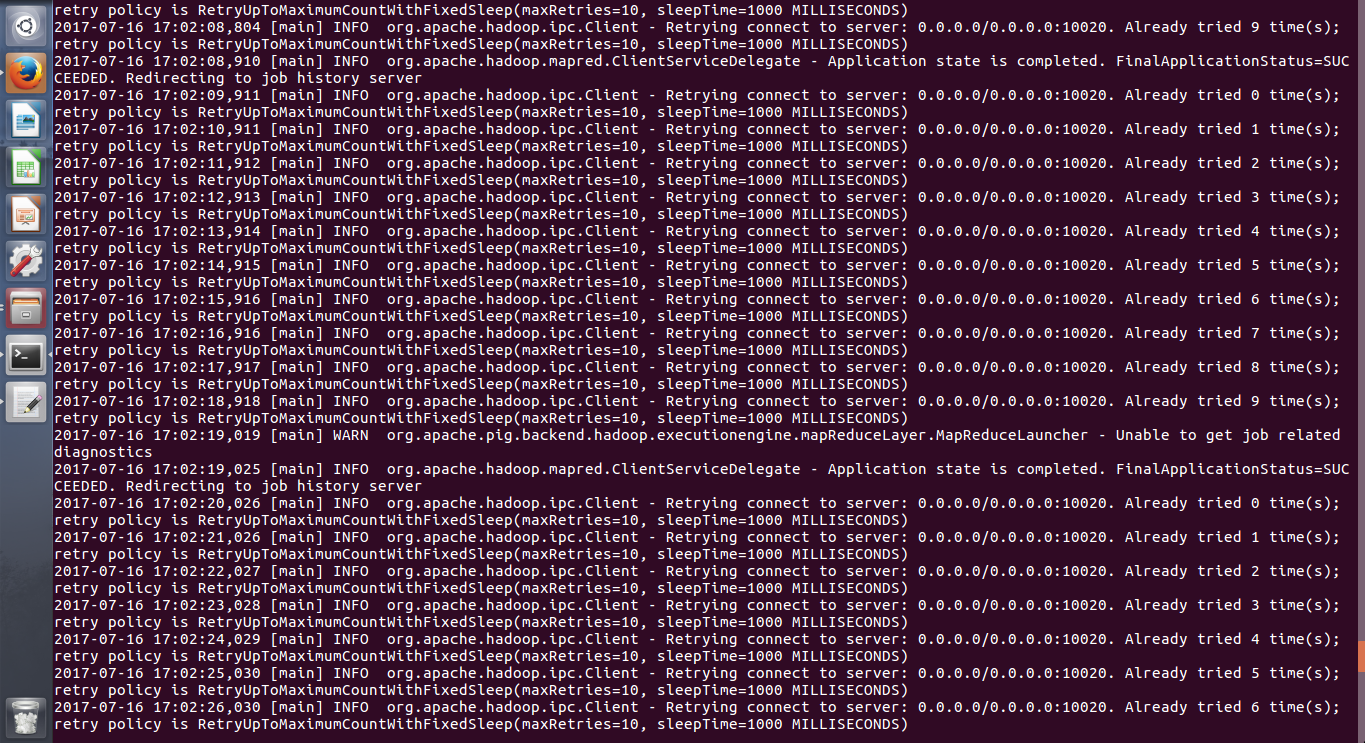 retry policy is RetryUpToMaximumCountWithFixedSleep(maxRetries=10, sleepTime=1000 MILLISECONDS)
2017-07-16 17:02:08,804 [main] INFO  org.apache.hadoop.ipc.Client - Retrying connect to server: 0.0.0.0/0.0.0.0:10020. Already tried 9 time(s);
retry policy is RetryUpToMaximumCountWithFixedSleep(maxRetries=10, sleepTime=1000 MILLISECONDS)
2017-07-16 17:02:08,910 [main] INFO  org.apache.hadoop.mapred.ClientServiceDelegate - Application state is completed. FinalApplicationStatus=SUC
CEEDED. Redirecting to job history server
2017-07-16 17:02:09,911 [main] INFO  org.apache.hadoop.ipc.Client - Retrying connect to server: 0.0.0.0/0.0.0.0:10020. Already tried 0 time(s);
retry policy is RetryUpToMaximumCountWithFixedSleep(maxRetries=10, sleepTime=1000 MILLISECONDS)
2017-07-16 17:02:10,911 [main] INFO  org.apache.hadoop.ipc.Client - Retrying connect to server: 0.0.0.0/0.0.0.0:10020. Already tried 1 time(s);
retry policy is RetryUpToMaximumCountWithFixedSleep(maxRetries=10, sleepTime=1000 MILLISECONDS)
2017-07-16 17:02:11,912 [main] INFO  org.apache.hadoop.ipc.Client - Retrying connect to server: 0.0.0.0/0.0.0.0:10020. Already tried 2 time(s);
retry policy is RetryUpToMaximumCountWithFixedSleep(maxRetries=10, sleepTime=1000 MILLISECONDS)
2017-07-16 17:02:12,913 [main] INFO  org.apache.hadoop.ipc.Client - Retrying connect to server: 0.0.0.0/0.0.0.0:10020. Already tried 3 time(s);
retry policy is RetryUpToMaximumCountWithFixedSleep(maxRetries=10, sleepTime=1000 MILLISECONDS)
2017-07-16 17:02:13,914 [main] INFO  org.apache.hadoop.ipc.Client - Retrying connect to server: 0.0.0.0/0.0.0.0:10020. Already tried 4 time(s);
retry policy is RetryUpToMaximumCountWithFixedSleep(maxRetries=10, sleepTime=1000 MILLISECONDS)
2017-07-16 17:02:14,915 [main] INFO  org.apache.hadoop.ipc.Client - Retrying connect to server: 0.0.0.0/0.0.0.0:10020. Already tried 5 time(s);
retry policy is RetryUpToMaximumCountWithFixedSleep(maxRetries=10, sleepTime=1000 MILLISECONDS)
2017-07-16 17:02:15,916 [main] INFO  org.apache.hadoop.ipc.Client - Retrying connect to server: 0.0.0.0/0.0.0.0:10020. Already tried 6 time(s);
retry policy is RetryUpToMaximumCountWithFixedSleep(maxRetries=10, sleepTime=1000 MILLISECONDS)
2017-07-16 17:02:16,916 [main] INFO  org.apache.hadoop.ipc.Client - Retrying connect to server: 0.0.0.0/0.0.0.0:10020. Already tried 7 time(s);
retry policy is RetryUpToMaximumCountWithFixedSleep(maxRetries=10, sleepTime=1000 MILLISECONDS)
2017-07-16 17:02:17,917 [main] INFO  org.apache.hadoop.ipc.Client - Retrying connect to server: 0.0.0.0/0.0.0.0:10020. Already tried 8 time(s);
retry policy is RetryUpToMaximumCountWithFixedSleep(maxRetries=10, sleepTime=1000 MILLISECONDS)
2017-07-16 17:02:18,918 [main] INFO  org.apache.hadoop.ipc.Client - Retrying connect to server: 0.0.0.0/0.0.0.0:10020. Already tried 9 time(s);
retry policy is RetryUpToMaximumCountWithFixedSleep(maxRetries=10, sleepTime=1000 MILLISECONDS)
2017-07-16 17:02:19,019 [main] WARN  org.apache.pig.backend.hadoop.executionengine.mapReduceLayer.MapReduceLauncher - Unable to get job related
diagnostics
2017-07-16 17:02:19,025 [main] INFO  org.apache.hadoop.mapred.ClientServiceDelegate - Application state is completed. FinalApplicationStatus=SUC
CEEDED. Redirecting to job history server
2017-07-16 17:02:20,026 [main] INFO  org.apache.hadoop.ipc.Client - Retrying connect to server: 0.0.0.0/0.0.0.0:10020. Already tried 0 time(s);
retry policy is RetryUpToMaximumCountWithFixedSleep(maxRetries=10, sleepTime=1000 MILLISECONDS)
2017-07-16 17:02:21,026 [main] INFO  org.apache.hadoop.ipc.Client - Retrying connect to server: 0.0.0.0/0.0.0.0:10020. Already tried 1 time(s);
retry policy is RetryUpToMaximumCountWithFixedSleep(maxRetries=10, sleepTime=1000 MILLISECONDS)
2017-07-16 17:02:22,027 [main] INFO  org.apache.hadoop.ipc.Client - Retrying connect to server: 0.0.0.0/0.0.0.0:10020. Already tried 2 time(s);
retry policy is RetryUpToMaximumCountWithFixedSleep(maxRetries=10, sleepTime=1000 MILLISECONDS)
2017-07-16 17:02:23,028 [main] INFO  org.apache.hadoop.ipc.Client - Retrying connect to server: 0.0.0.0/0.0.0.0:10020. Already tried 3 time(s);
retry policy is RetryUpToMaximumCountWithFixedSleep(maxRetries=10, sleepTime=1000 MILLISECONDS)
2017-07-16 17:02:24,029 [main] INFO  org.apache.hadoop.ipc.Client - Retrying connect to server: 0.0.0.0/0.0.0.0:10020. Already tried 4 time(s);
retry policy is RetryUpToMaximumCountWithFixedSleep(maxRetries=10, sleepTime=1000 MILLISECONDS)
2017-07-16 17:02:25,030 [main] INFO  org.apache.hadoop.ipc.Client - Retrying connect to server: 0.0.0.0/0.0.0.0:10020. Already tried 5 time(s);
retry policy is RetryUpToMaximumCountWithFixedSleep(maxRetries=10, sleepTime=1000 MILLISECONDS)
2017-07-16 17:02:26,030 [main] INFO  org.apache.hadoop.ipc.Client - Retrying connect to server: 0.0.0.0/0.0.0.0:10020. Already tried 6 time(s);
retry policy is RetryUpToMaximumCountWithFixedSleep(maxRetries=10, sleepTime=1000 MILLISECONDS)